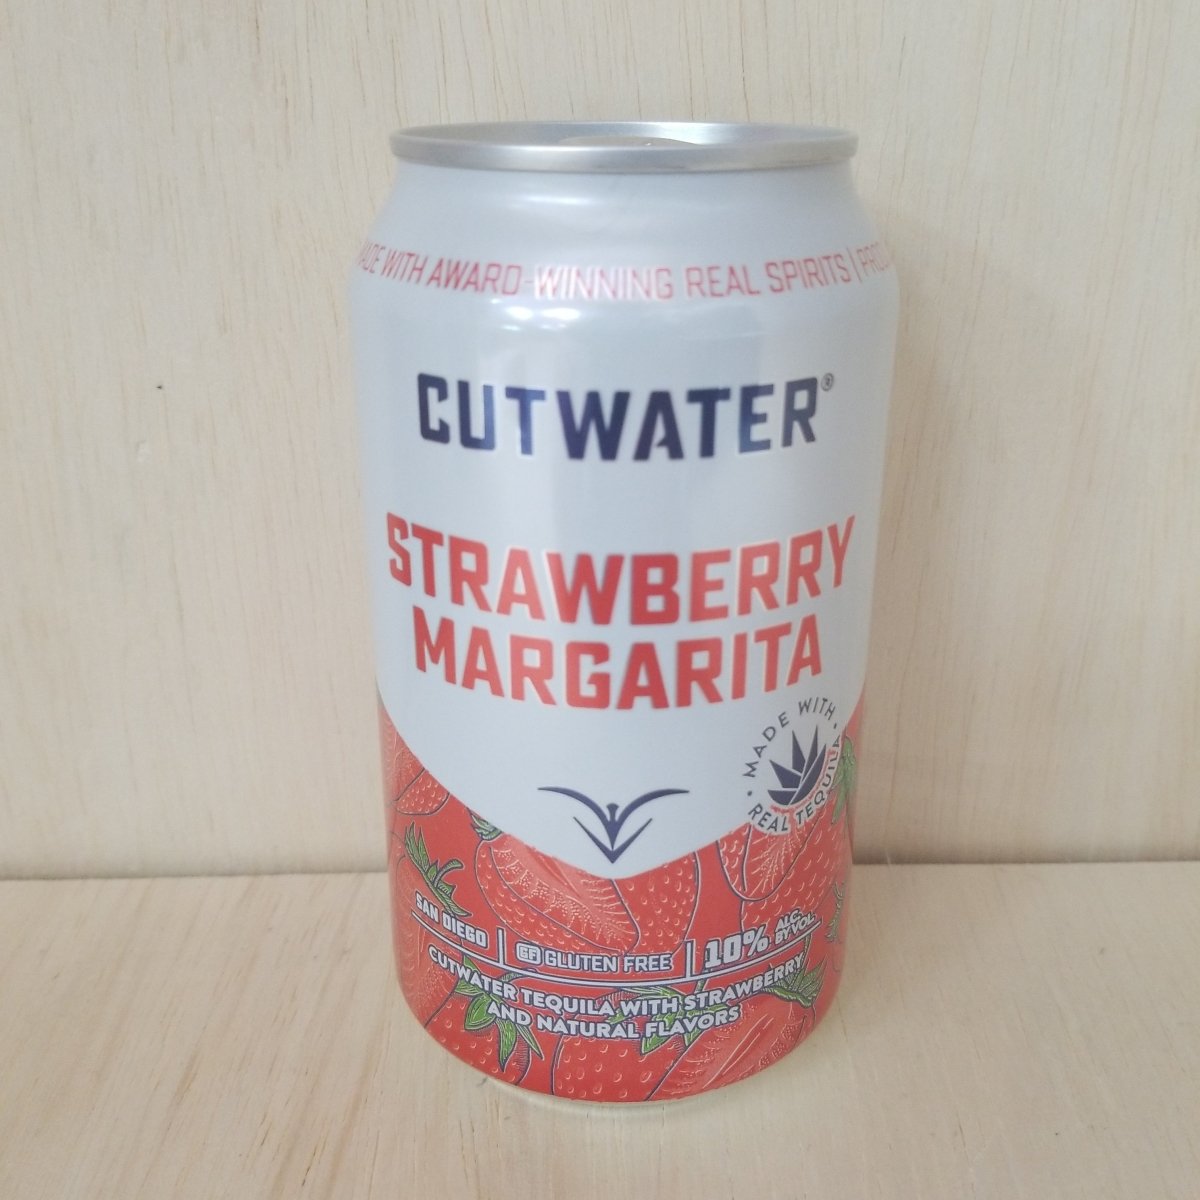 MADE WITH AWARD-WINNING REAL SPIRITS |
CUTWATER®
STRAWBERRY
MARGARITA
• MADE WITH •
REAL TEQUILA
SAN DIEGO | GF GLUTEN FREE | 10% ALC. BY VOL.
CUTWATER TEQUILA WITH STRAWBERRY
AND NATURAL FLAVORS